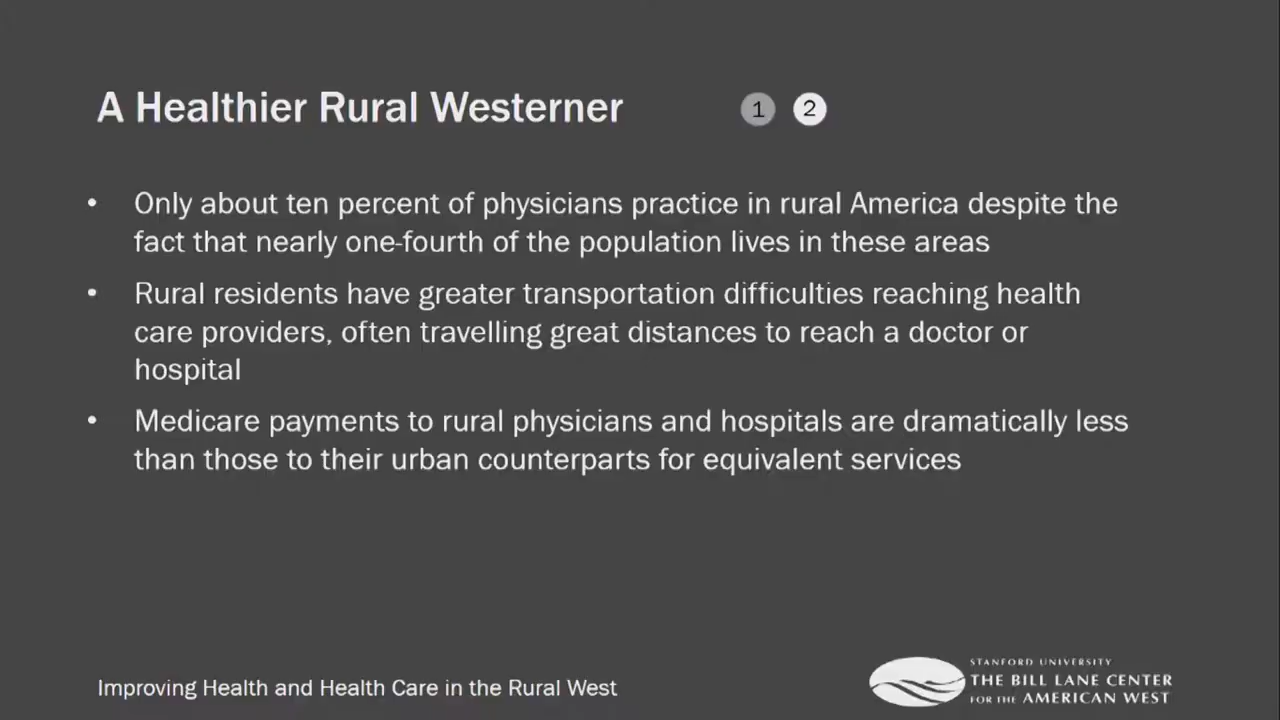 A Healthier Rural Westerner
1 2
• Only about ten percent of physicians practice in rural America despite the
fact that nearly one-fourth of the population lives in these areas
• Rural residents have greater transportation difficulties reaching health
care providers, often travelling great distances to reach a doctor or
hospital
• Medicare payments to rural physicians and hospitals are dramatically less
than those to their urban counterparts for equivalent services
Improving Health and Health Care in the Rural West
STANFORD UNIVERSITY
THE BILL LANE CENTER
FOR THE AMERICAN WEST